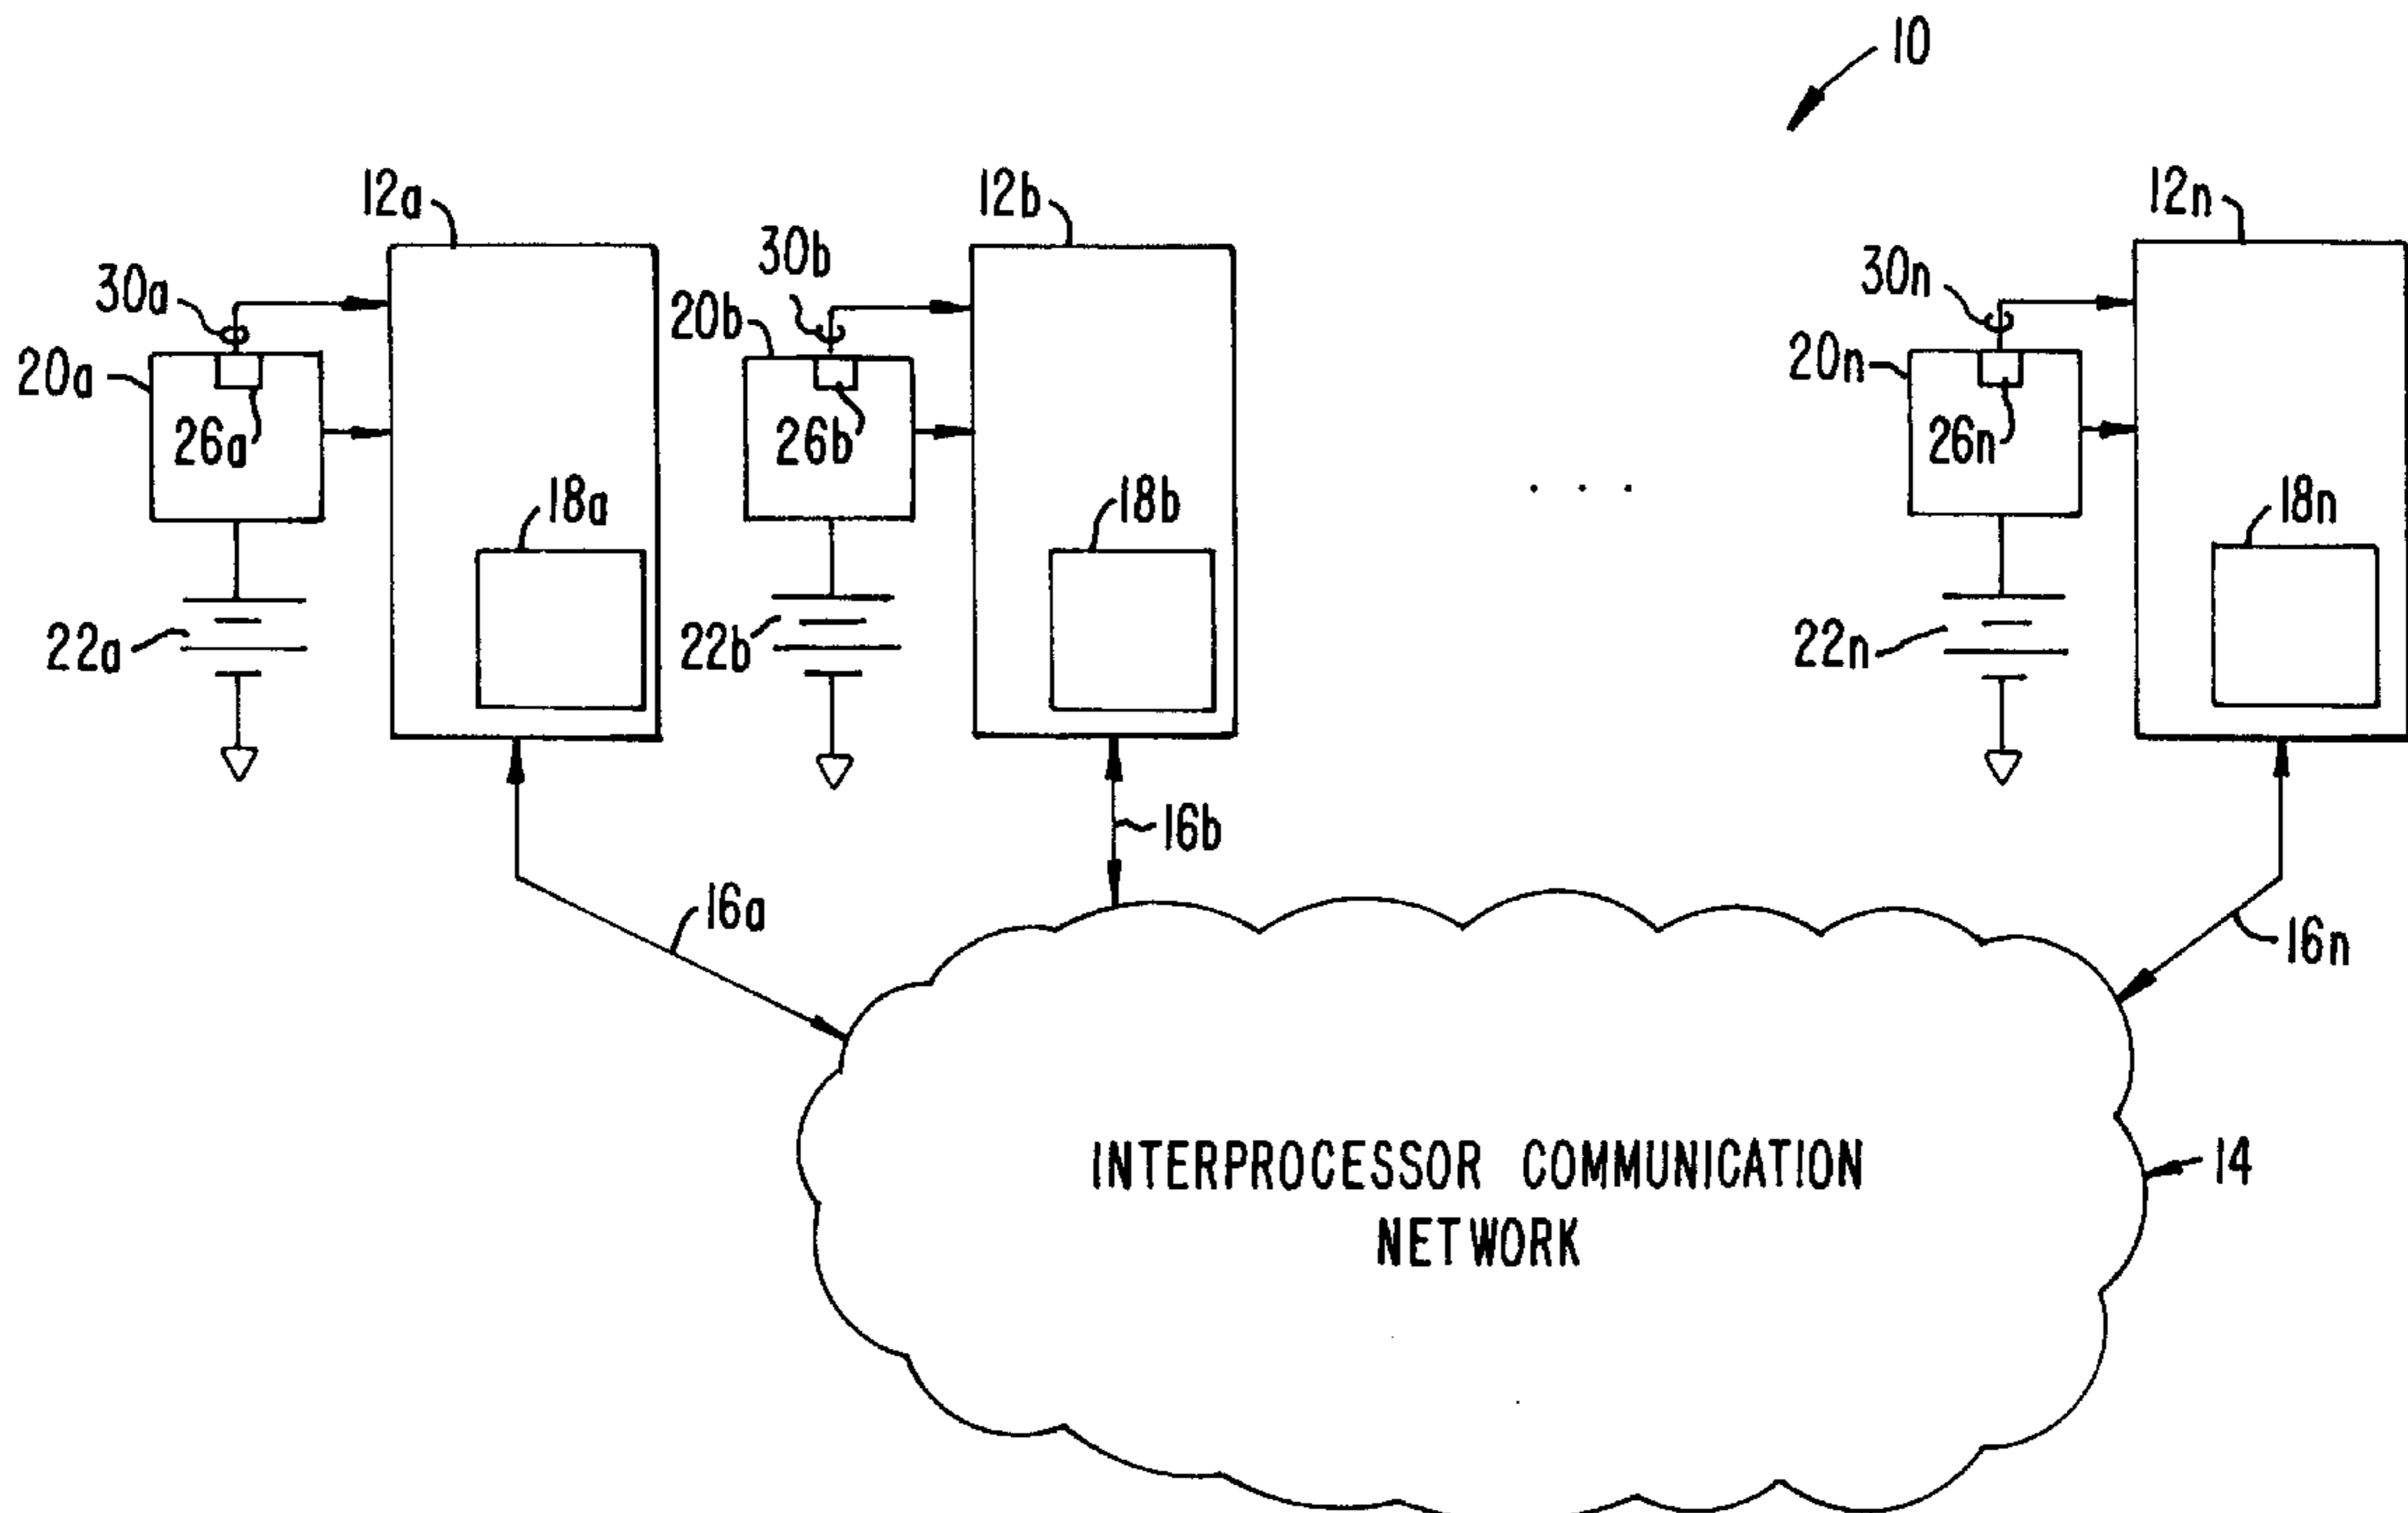 10
12a
12b
12n
30a
30b
30n
20a
20b
20n
26a
26b
26n
18a
18b
18n
22a
22b
22n
16a
16b
16n
INTERPROCESSOR COMMUNICATION
NETWORK
14